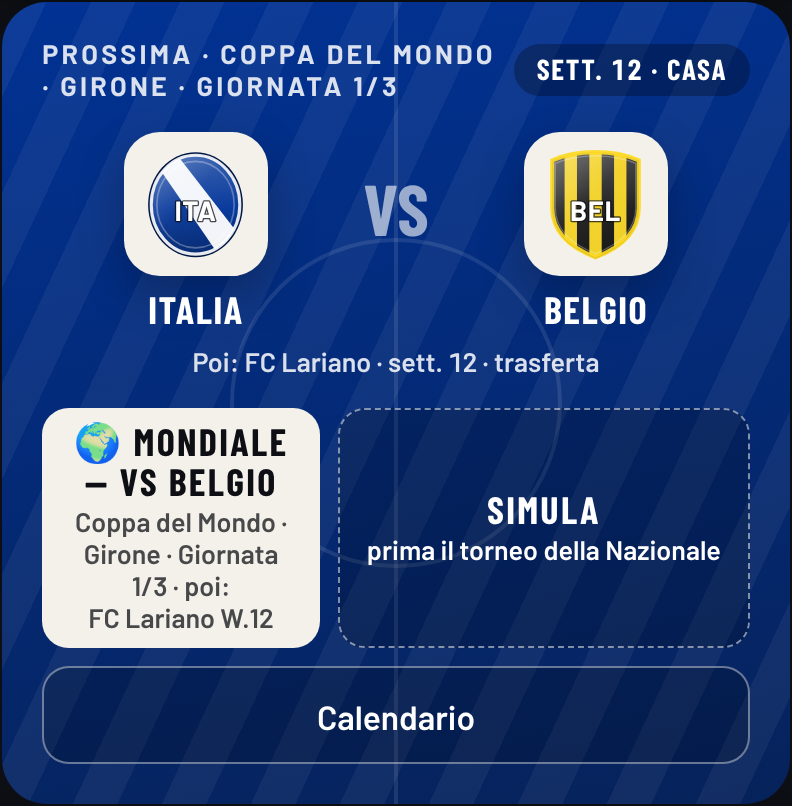 PROSSIMA · COPPA DEL MONDO
· GIRONE · GIORNATA 1/3
SETT. 12 · CASA
ITA
VS
BEL
ITALIA
BELGIO
Poi: FC Lariano · sett. 12 · trasferta
🌍 MONDIALE
– VS BELGIO
Coppa del Mondo ·
Girone · Giornata
1/3 · poi:
FC Lariano W.12
SIMULA
prima il torneo della Nazionale
Calendario